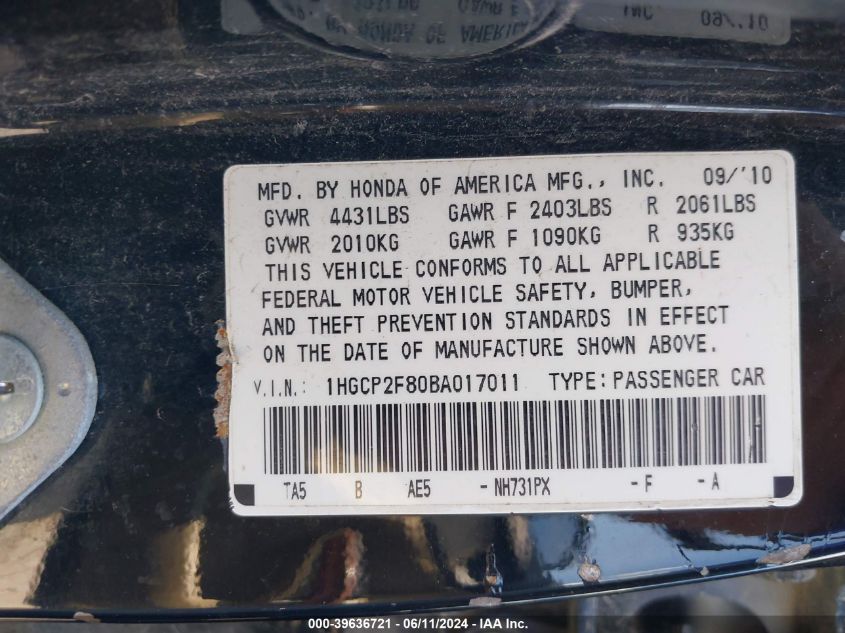 INC 09/'10
MFD. BY HONDA OF AMERICA MFG., INC. 09/'10
GVWR 4431LBS GAWR F 2403LBS R 2061LBS
GVWR 2010KG GAWR F 1090KG R 935KG
THIS VEHICLE CONFORMS TO ALL APPLICABLE
FEDERAL MOTOR VEHICLE SAFETY, BUMPER,
AND THEFT PREVENTION STANDARDS IN EFFECT
ON THE DATE OF MANUFACTURE SHOWN ABOVE.
V.I.N.: 1HGCP2F80BA017011 TYPE: PASSENGER CAR
TA5 B AE5 -NH731PX -F -A
000-39636721 - 06/11/2024 - IAA Inc.